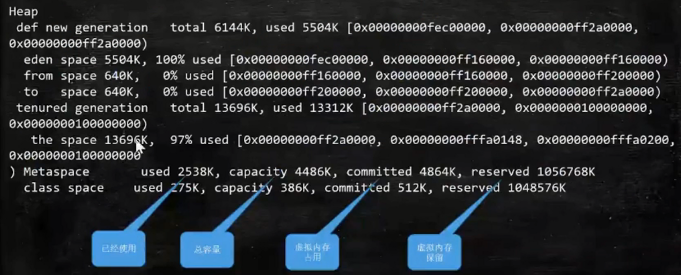 Heap
def new generation   total 6144K, used 5504K [0x00000000fec00000, 0x00000000ff2a0000,
0x00000000ff2a0000)
eden space 5504K, 100% used [0x00000000fec00000, 0x00000000ff160000, 0x00000000ff160000)
from space 640K,   0% used [0x00000000ff160000, 0x00000000ff160000, 0x00000000ff200000)
to   space 640K,   0% used [0x00000000ff200000, 0x00000000ff200000, 0x00000000ff2a0000)
tenured generation   total 13696K, used 13312K [0x00000000ff2a0000, 0x0000000100000000,
0x0000000100000000)
the space 13696K,  97% used [0x00000000ff2a0000, 0x00000000fffa0148, 0x00000000fffa0200,
0x0000000100000000
) Metaspace       used 2538K, capacity 4486K, committed 4864K, reserved 1056768K
class space    used 275K, capacity 386K, committed 512K, reserved 1048576K
已经使用
总容量
虚拟内存
占用
虚拟内存
保留